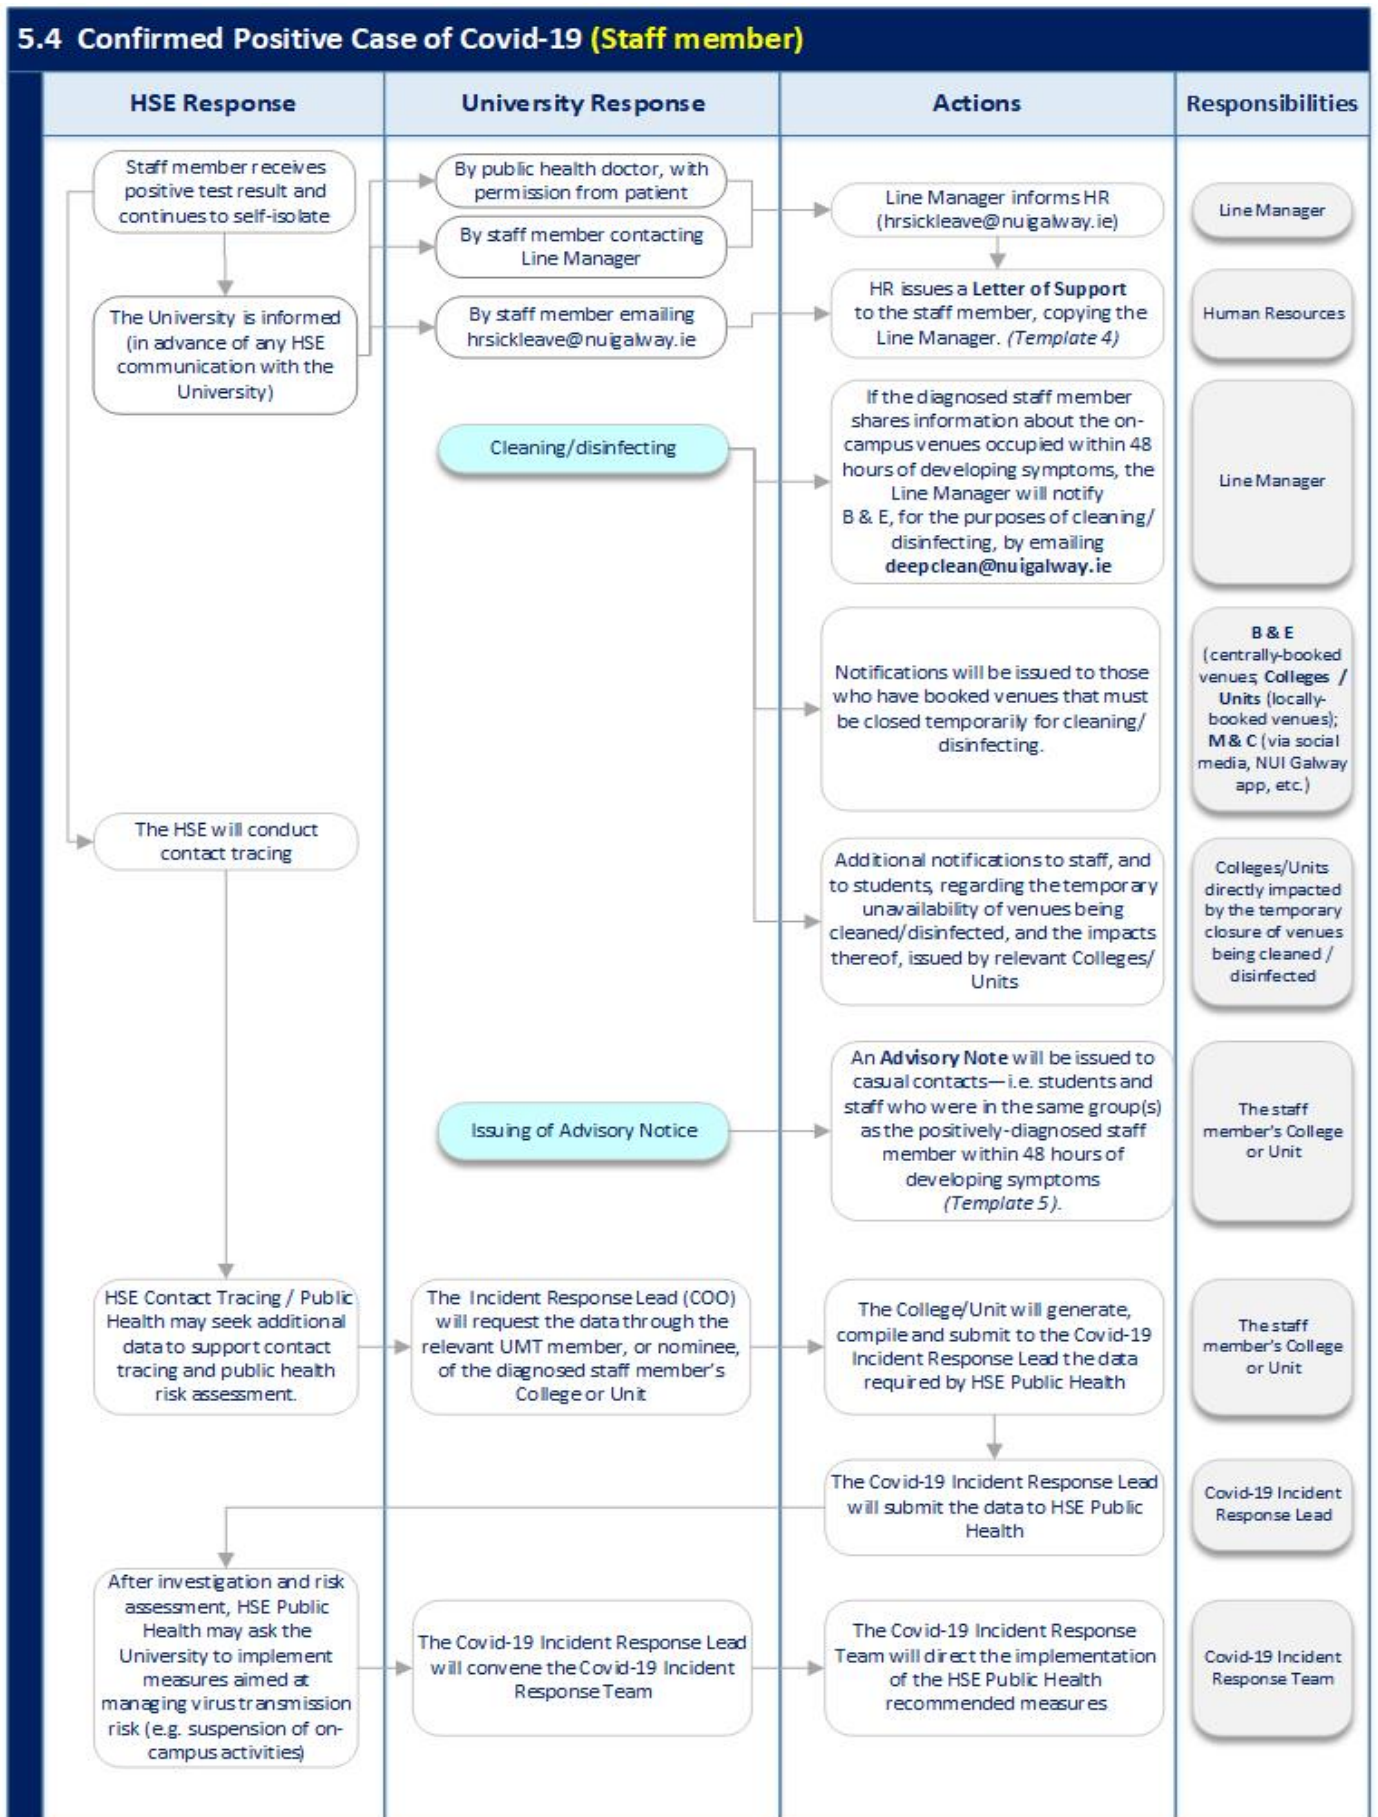 5.4 Confirmed Positive Case of Covid-19 (Staff member)
HSE Response
University Response
Actions
Responsibilities
Staff member receives
positive test result and
continues to self-isolate
By public health doctor, with
permission from patient
Line Manager informs HR
(hrsickleave@nuigalway.ie)
Line Manager
By staff member contacting
Line Manager
The University is informed
(in advance of any HSE
communication with the
University)
By staff member emailing
hrsickleave@nuigalway.ie
HR issues a Letter of Support
to the staff member, copying the
Line Manager. (Template 4)
Human Resources
Cleaning/disinfecting
If the diagnosed staff member
shares information about the on-
campus venues occupied within 48
hours of developing symptoms, the
Line Manager will notify
B & E, for the purposes of cleaning/
disinfecting, by emailing
deepclean@nuigalway.ie
Line Manager
Notifications will be issued to those
who have booked venues that must
be closed temporarily for cleaning/
disinfecting.
B & E
(centrally-booked
venues; Colleges /
Units (locally-
booked venues);
M & C (via social
media, NUI Galway
app, etc.)
The HSE will conduct
contact tracing
Additional notifications to staff, and
to students, regarding the temporary
unavailability of venues being
cleaned/disinfected, and the impacts
thereof, issued by relevant Colleges/
Units
Colleges/Units
directly impacted
by the temporary
closure of venues
being cleaned /
disinfected
Issuing of Advisory Notice
An Advisory Note will be issued to
casual contacts—i.e. students and
staff who were in the same group(s)
as the positively-diagnosed staff
member within 48 hours of
developing symptoms
(Template 5).
The staff
member's College
or Unit
HSE Contact Tracing / Public
Health may seek additional
data to support contact
tracing and public health
risk assessment.
The Incident Response Lead (COO)
will request the data through the
relevant UMT member, or nominee,
of the diagnosed staff member's
College or Unit
The College/Unit will generate,
compile and submit to the Covid-19
Incident Response Lead the data
required by HSE Public Health
The staff
member's College
or Unit
The Covid-19 Incident Response Lead
will submit the data to HSE Public
Health
Covid-19 Incident
Response Lead
After investigation and risk
assessment, HSE Public
Health may ask the
University to implement
measures aimed at
managing virus transmission
risk (e.g. suspension of on-
campus activities)
The Covid-19 Incident Response Lead
will convene the Covid-19 Incident
Response Team
The Covid-19 Incident Response
Team will direct the implementation
of the HSE Public Health
recommended measures
Covid-19 Incident
Response Team